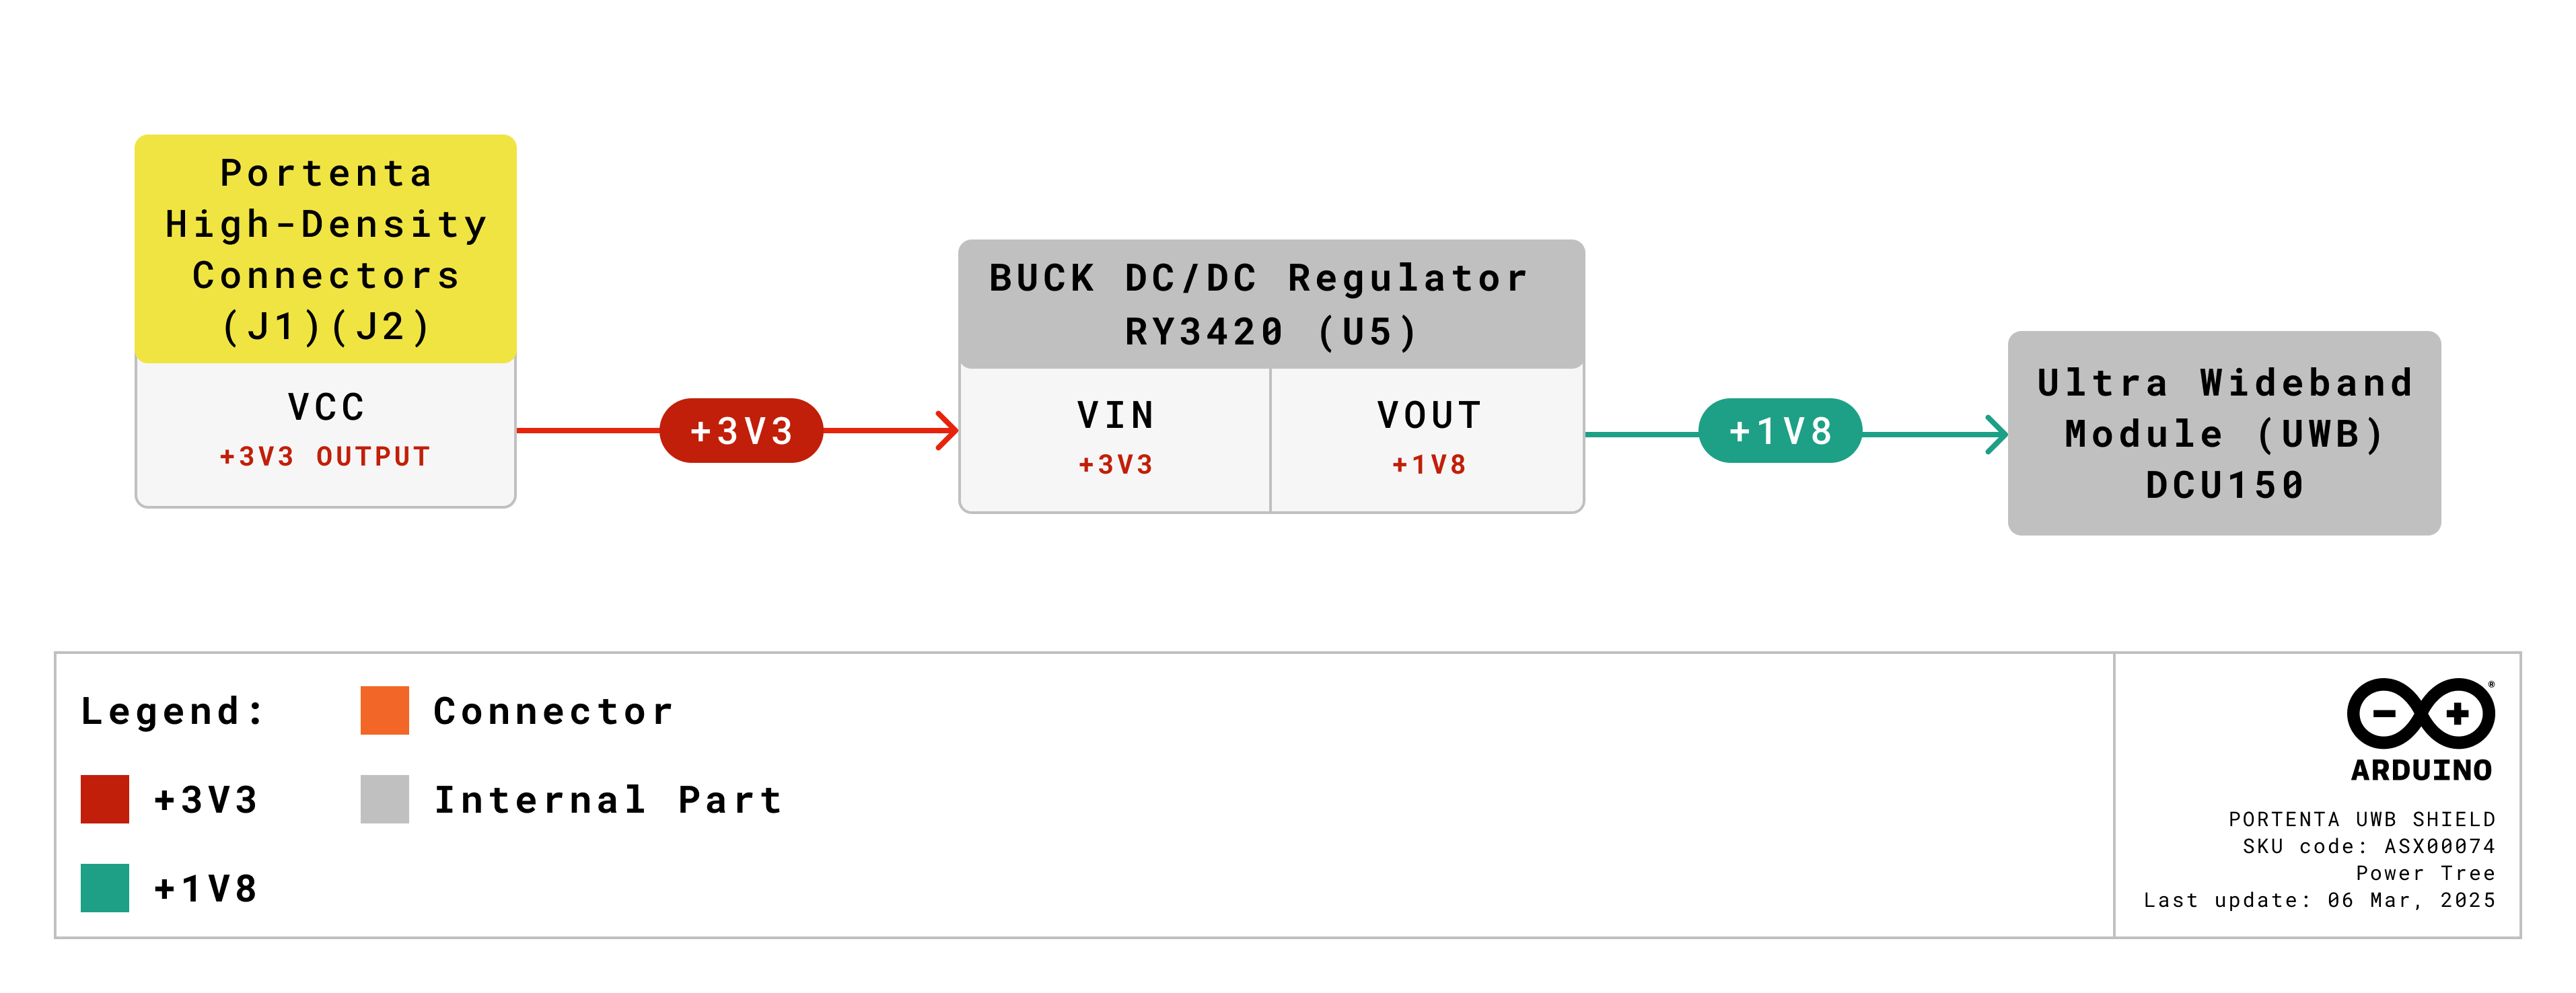 Portenta
High-Density
Connectors
(J1)(J2)
VCC
+3V3 OUTPUT
+3V3
BUCK DC/DC Regulator
RY3420 (U5)
VIN
+3V3
VOUT
+1V8
+1V8
Ultra Wideband
Module (UWB)
DCU150
Legend:
+3V3
+1V8
Connector
Internal Part
®
ARDUINO
PORTENTA UWB SHIELD
SKU code: ASX00074
Power Tree
Last update: 06 Mar, 2025